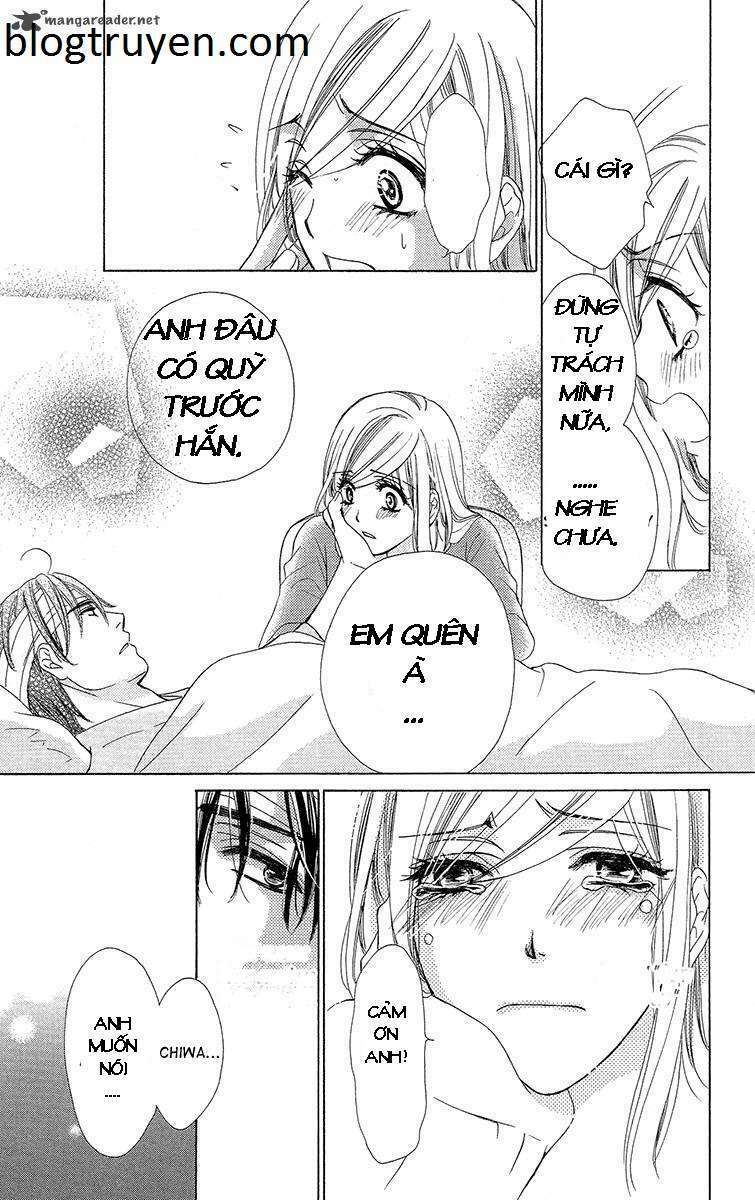 mangareader.net
blogtruyen.com
CÁI GÌ?
ĐỪNG
TỰ
TRÁCH
MÌNH
NỮA,
.....
NGHE
CHƯA.
ANH ĐÂU
CÓ QUỲ
TRƯỚC
HẮN.
EM QUÊN
À
...
CẢM
ƠN
ANH!
CHIWA...
ANH
MUỐN
NÓI
....